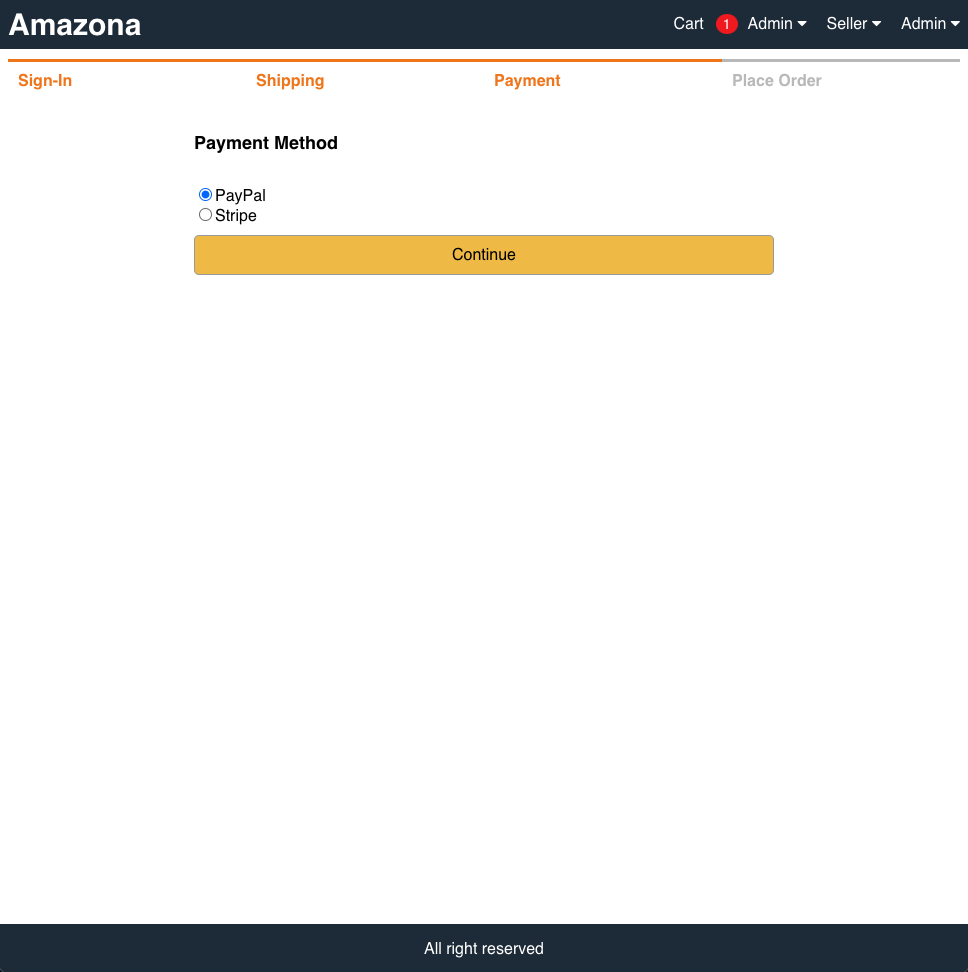 Amazona Cart 1 Admin Seller Admin
Sign-In Shipping Payment Place Order
Payment Method
PayPal
Stripe
Continue
All right reserved